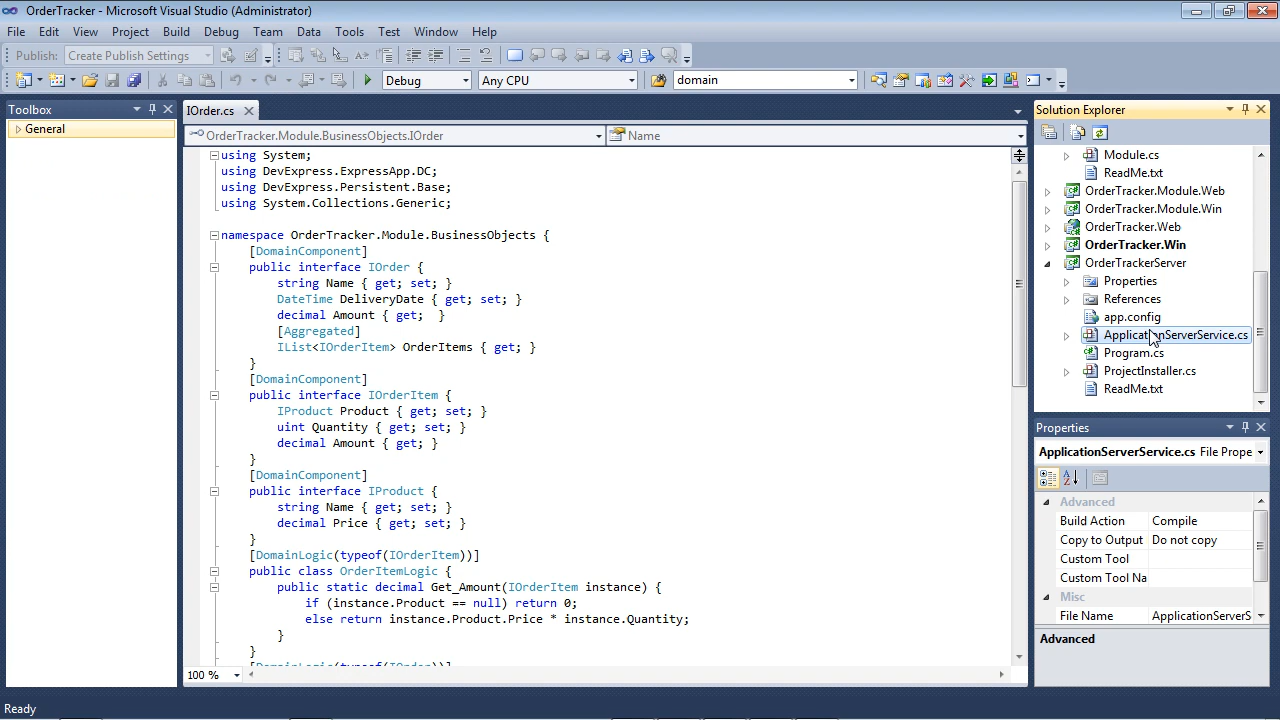 OrderTracker - Microsoft Visual Studio (Administrator)
File Edit View Project Build Debug Team Data Tools Test Window Help
Publish: Create Publish Settings
Debug Any CPU domain
Toolbox
General
IOrder.cs
OrderTracker.Module.BusinessObjects.IOrder Name
using System;
using DevExpress.ExpressApp.DC;
using DevExpress.Persistent.Base;
using System.Collections.Generic;
namespace OrderTracker.Module.BusinessObjects {
[DomainComponent]
public interface IOrder {
string Name { get; set; }
DateTime DeliveryDate { get; set; }
decimal Amount { get;  }
[Aggregated]
IList<IOrderItem> OrderItems { get; }
}
[DomainComponent]
public interface IOrderItem {
IProduct Product { get; set; }
uint Quantity { get; set; }
decimal Amount { get; }
}
[DomainComponent]
public interface IProduct {
string Name { get; set; }
decimal Price { get; set; }
}
[DomainLogic(typeof(IOrderItem))]
public class OrderItemLogic {
public static decimal Get_Amount(IOrderItem instance) {
if (instance.Product == null) return 0;
else return instance.Product.Price * instance.Quantity;
}
}
[DomainLogic(typeof(IOrder))]
100 %
Solution Explorer
Module.cs
ReadMe.txt
OrderTracker.Module.Web
OrderTracker.Module.Win
OrderTracker.Web
OrderTracker.Win
OrderTrackerServer
Properties
References
app.config
ApplicationServerService.cs
Program.cs
ProjectInstaller.cs
ReadMe.txt
Properties
ApplicationServerService.cs File Prope
Advanced
Build Action Compile
Copy to Output Do not copy
Custom Tool
Custom Tool Na
Misc
File Name ApplicationServerS
Advanced
Ready